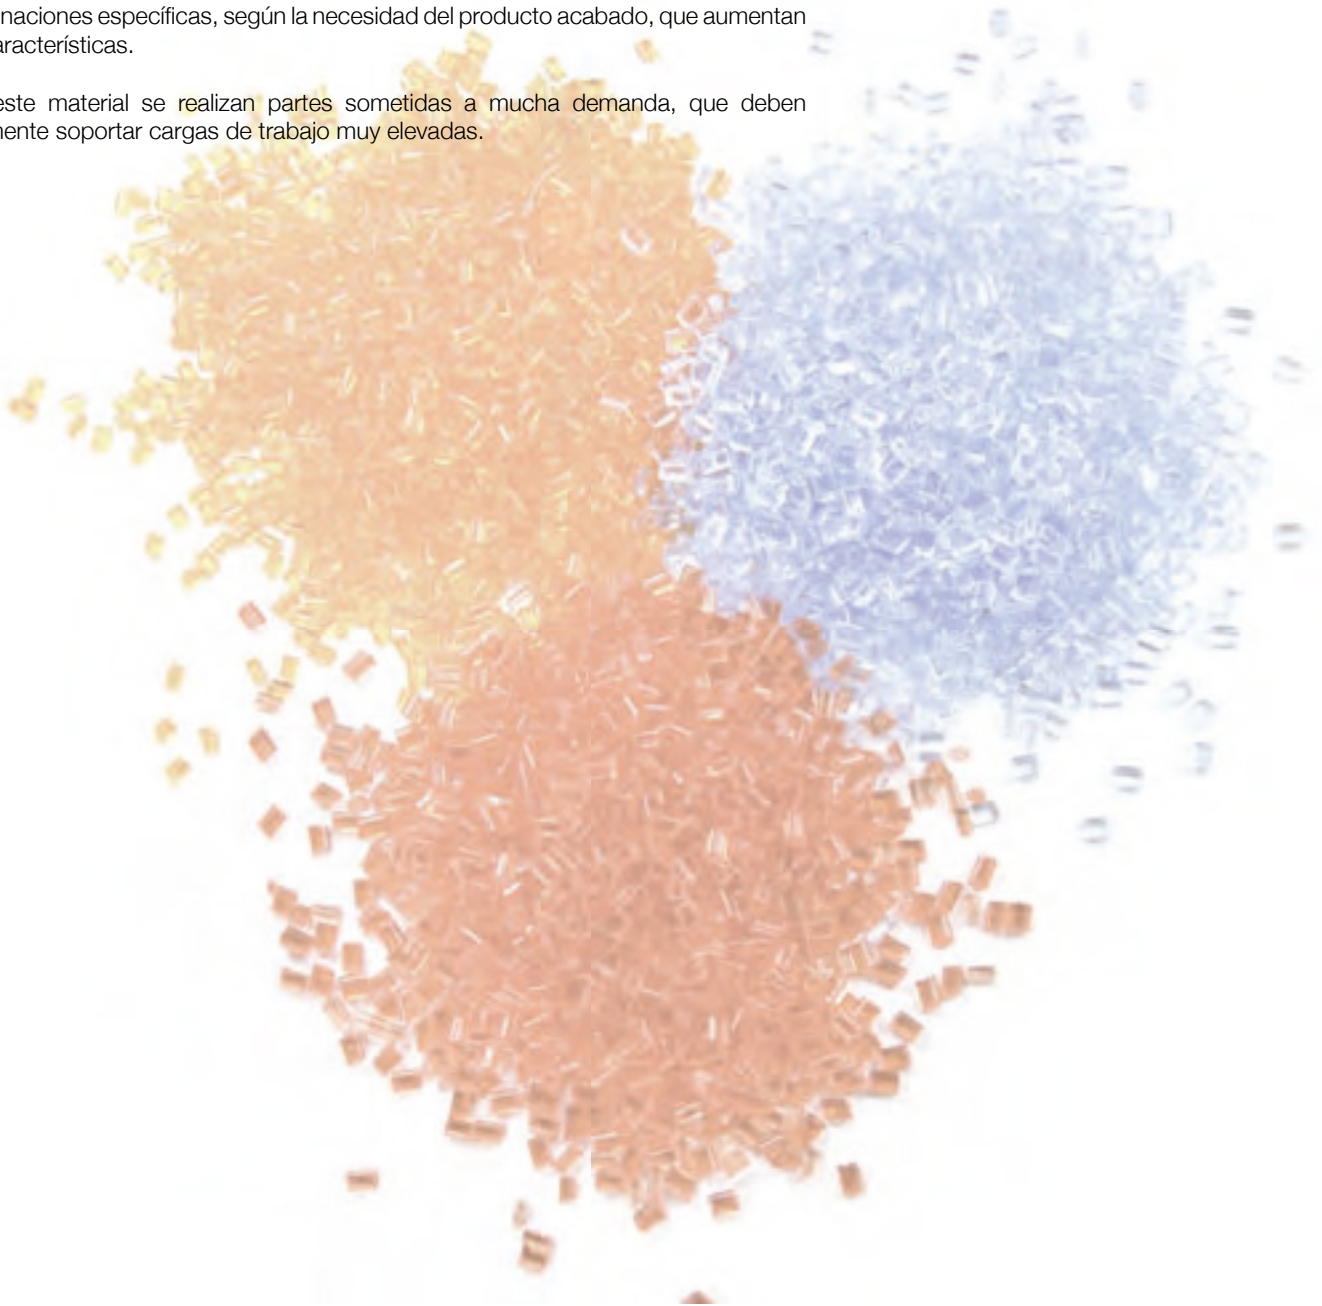 naciones específicas, según la necesidad del producto acabado, que aumentan
aracterísticas.
este material se realizan partes sometidas a mucha demanda, que deben
nente soportar cargas de trabajo muy elevadas.